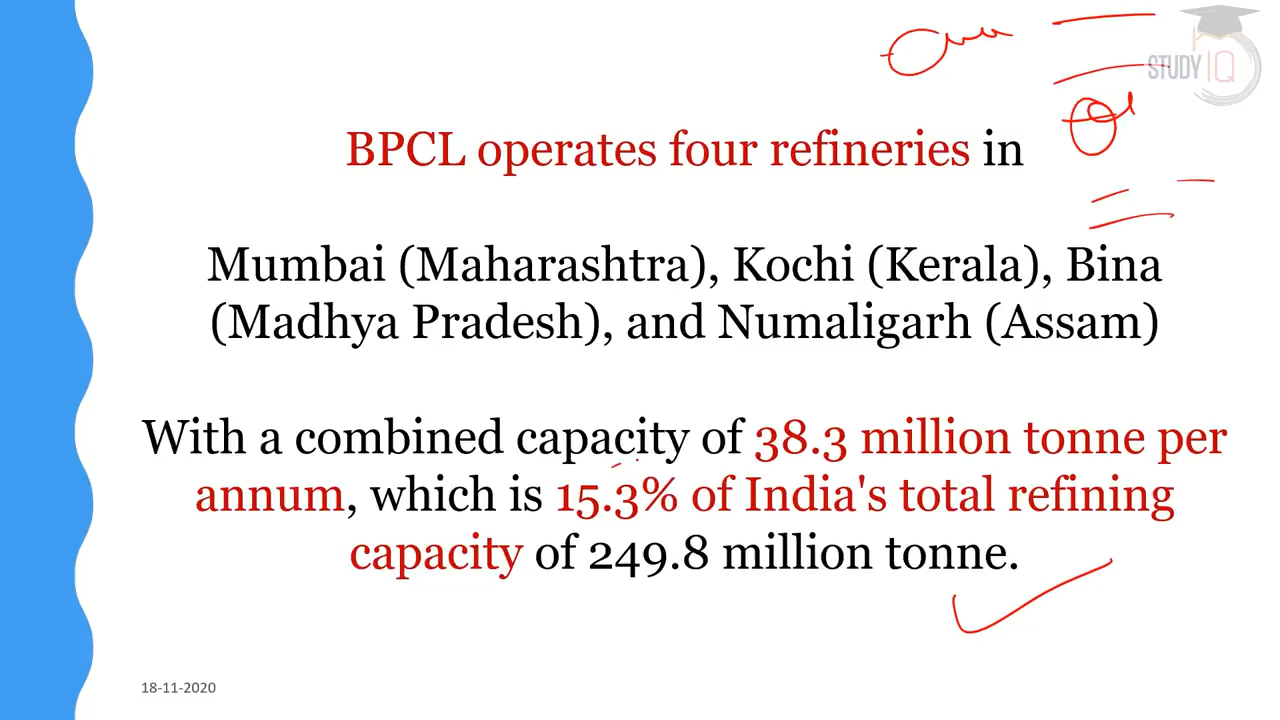 STUDY IQ
BPCL operates four refineries in
Mumbai (Maharashtra), Kochi (Kerala), Bina
(Madhya Pradesh), and Numaligarh (Assam)
With a combined capacity of 38.3 million tonne per
annum, which is 15.3% of India's total refining
capacity of 249.8 million tonne.
18-11-2020